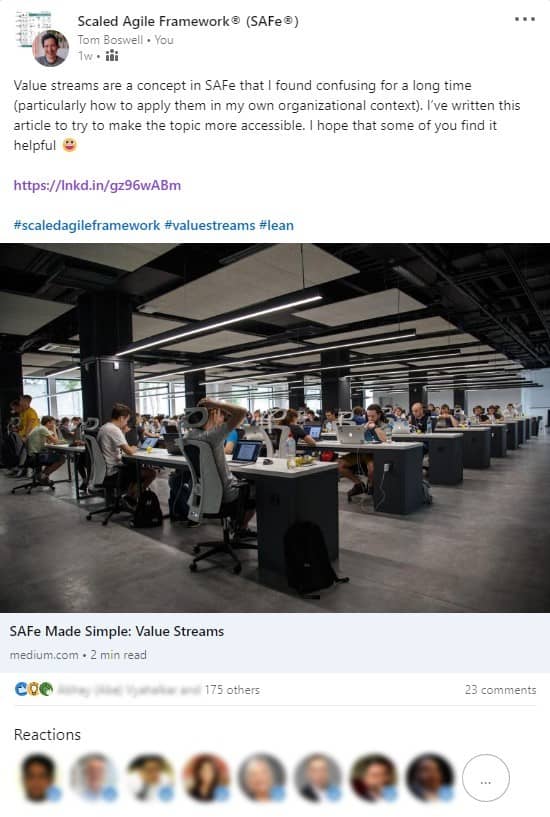 Scaled Agile Framework® (SAFe®)
Tom Boswell • You
1w •
Value streams are a concept in SAFe that I found confusing for a long time
(particularly how to apply them in my own organizational context). I've written this
article to try to make the topic more accessible. I hope that some of you find it
helpful 😀
https://lnkd.in/gz96wABm
#scaledagileframework #valuestreams #lean
SAFe Made Simple: Value Streams
medium.com • 2 min read
175 others
23 comments
Reactions
...